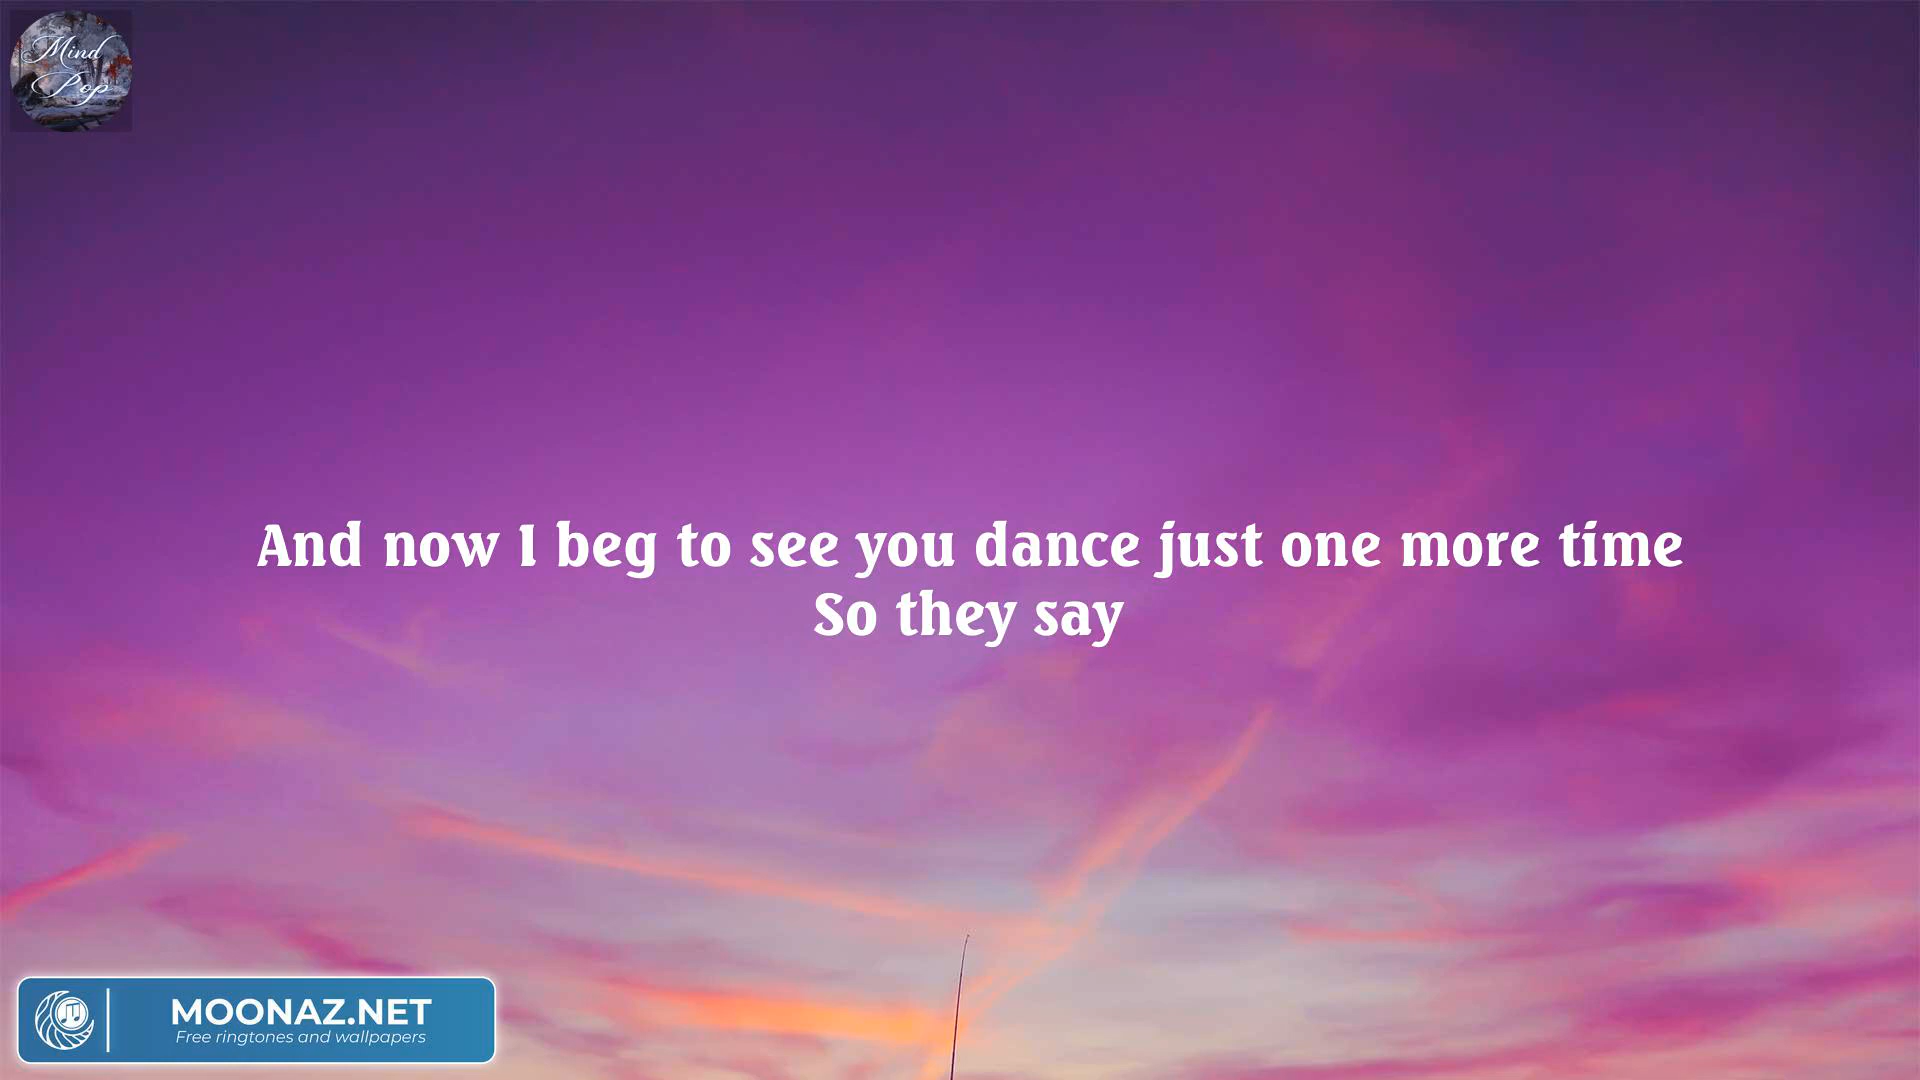 Mind
Pop
And now I beg to see you dance just one more time
So they say
MOONAZ.NET
Free ringtones and wallpapers